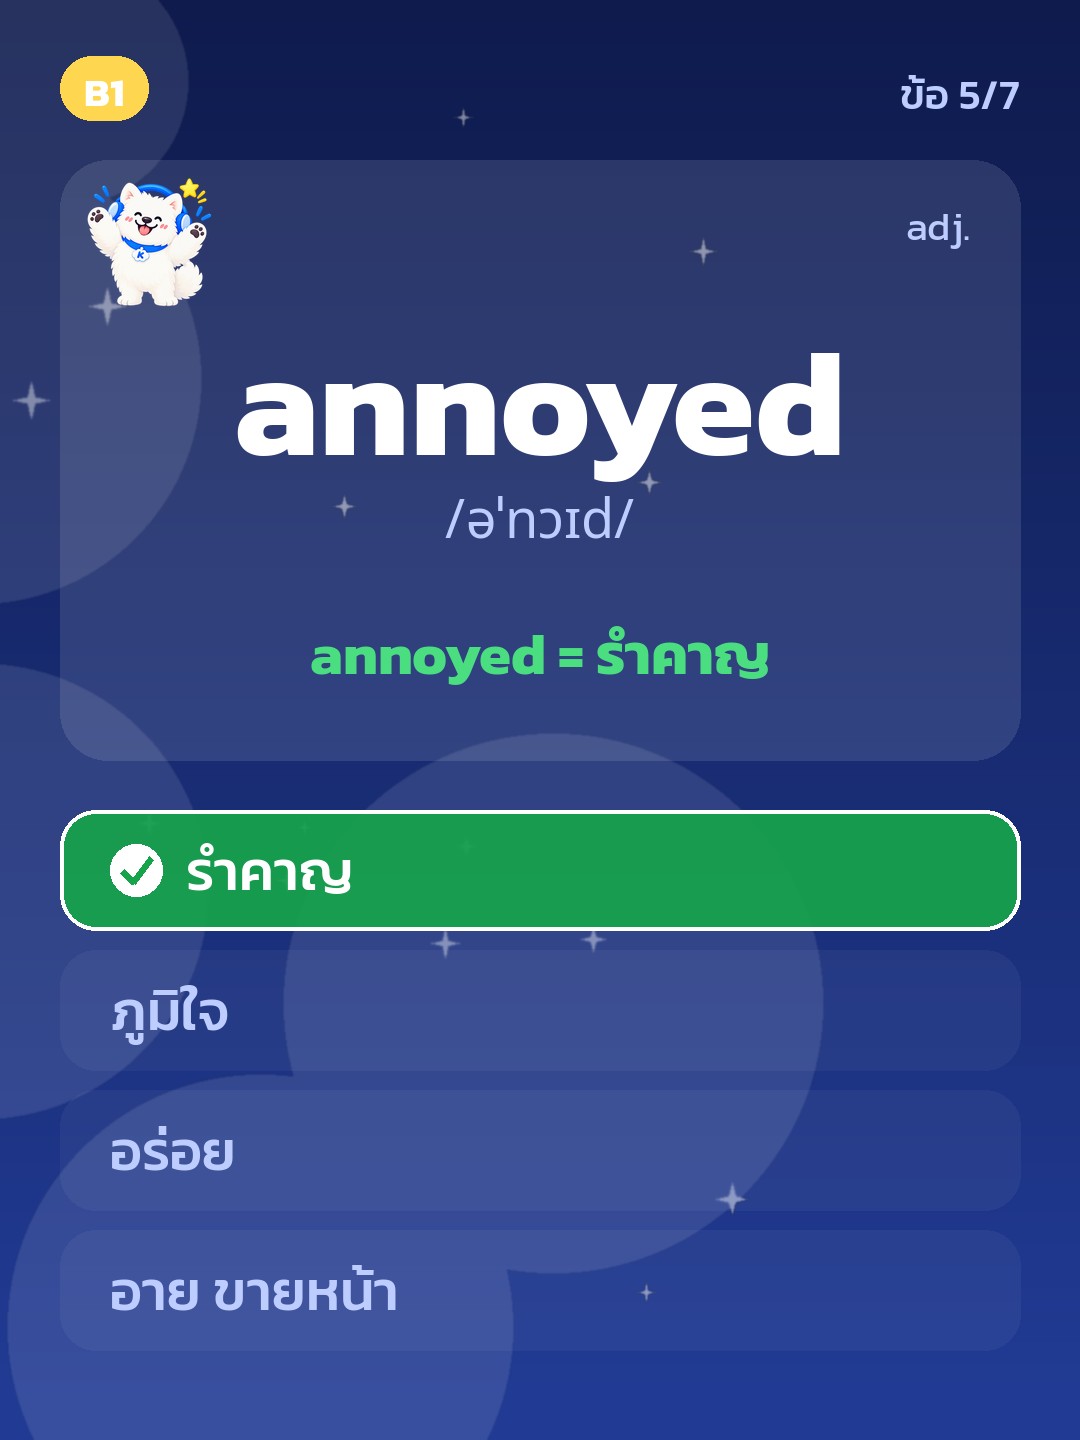 B1
ข้อ 5/7
adj.
K
annoyed
/əˈnɔɪd/
annoyed = รำคาญ
รำคาญ
ภูมิใจ
อร่อย
อาย ขายหน้า